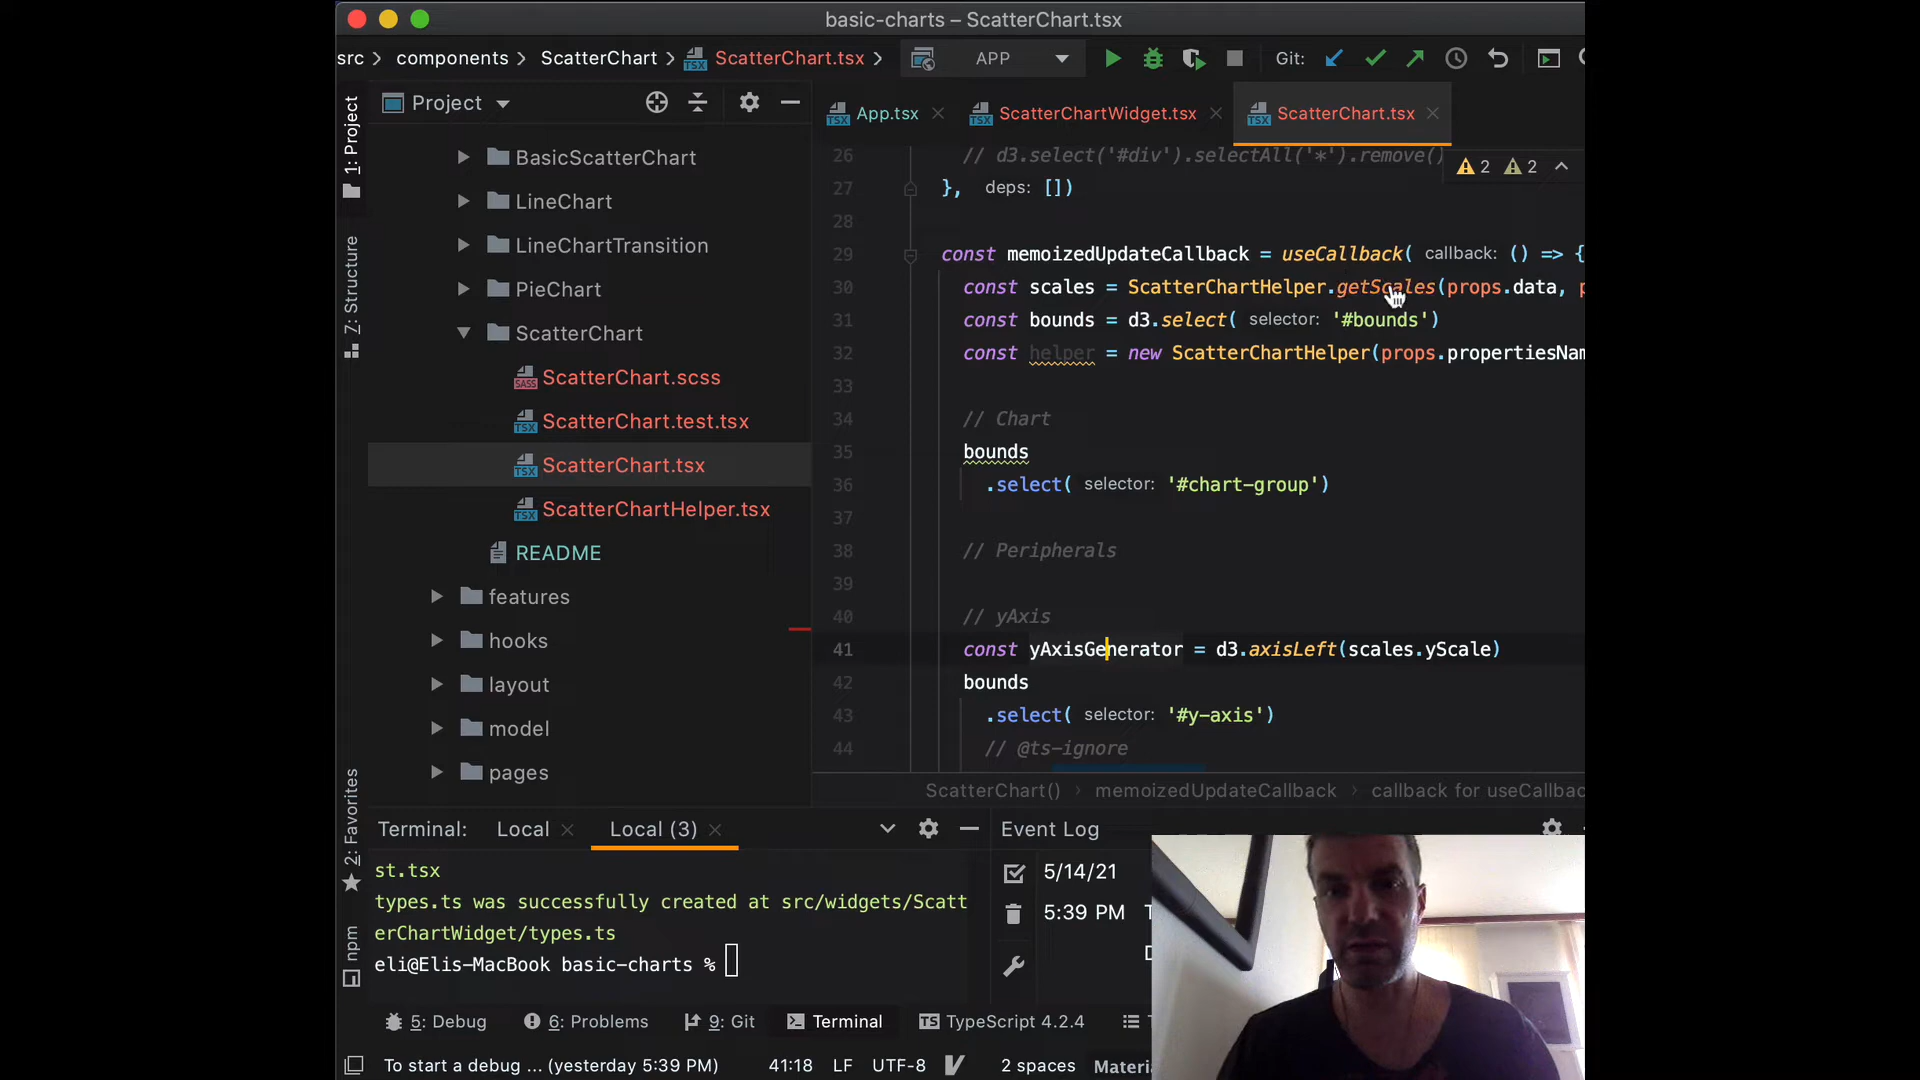 basic-charts – ScatterChart.tsx
src
components
ScatterChart
ScatterChart.tsx
APP
Git:
1: Project
7: Structure
2: Favorites
npm
Project
App.tsx
ScatterChartWidget.tsx
ScatterChart.tsx
BasicScatterChart
LineChart
LineChartTransition
PieChart
ScatterChart
ScatterChart.scss
ScatterChart.test.tsx
ScatterChart.tsx
ScatterChartHelper.tsx
README
features
hooks
layout
model
pages
2 2
26 // d3.select('#div').selectAll('*').remove()
27 }, deps: [])
28
29 const memoizedUpdateCallback = useCallback( callback: () => {
30 const scales = ScatterChartHelper.getScales(props.data, p
31 const bounds = d3.select( selector: '#bounds')
32 const helper = new ScatterChartHelper(props.propertiesNam
33
34 // Chart
35 bounds
36 .select( selector: '#chart-group')
37
38 // Peripherals
39
40 // yAxis
41 const yAxisGenerator = d3.axisLeft(scales.yScale)
42 bounds
43 .select( selector: '#y-axis')
44 // @ts-ignore
ScatterChart() › memoizedUpdateCallback › callback for useCallbac
Terminal: Local Local (3)
st.tsx
types.ts was successfully created at src/widgets/Scatt
erChartWidget/types.ts
eli@Elis-MacBook basic-charts %
Event Log
5/14/21
5:39 PM
5: Debug 6: Problems 9: Git Terminal TypeScript 4.2.4
To start a debug ... (yesterday 5:39 PM) 41:18 LF UTF-8 2 spaces Materi